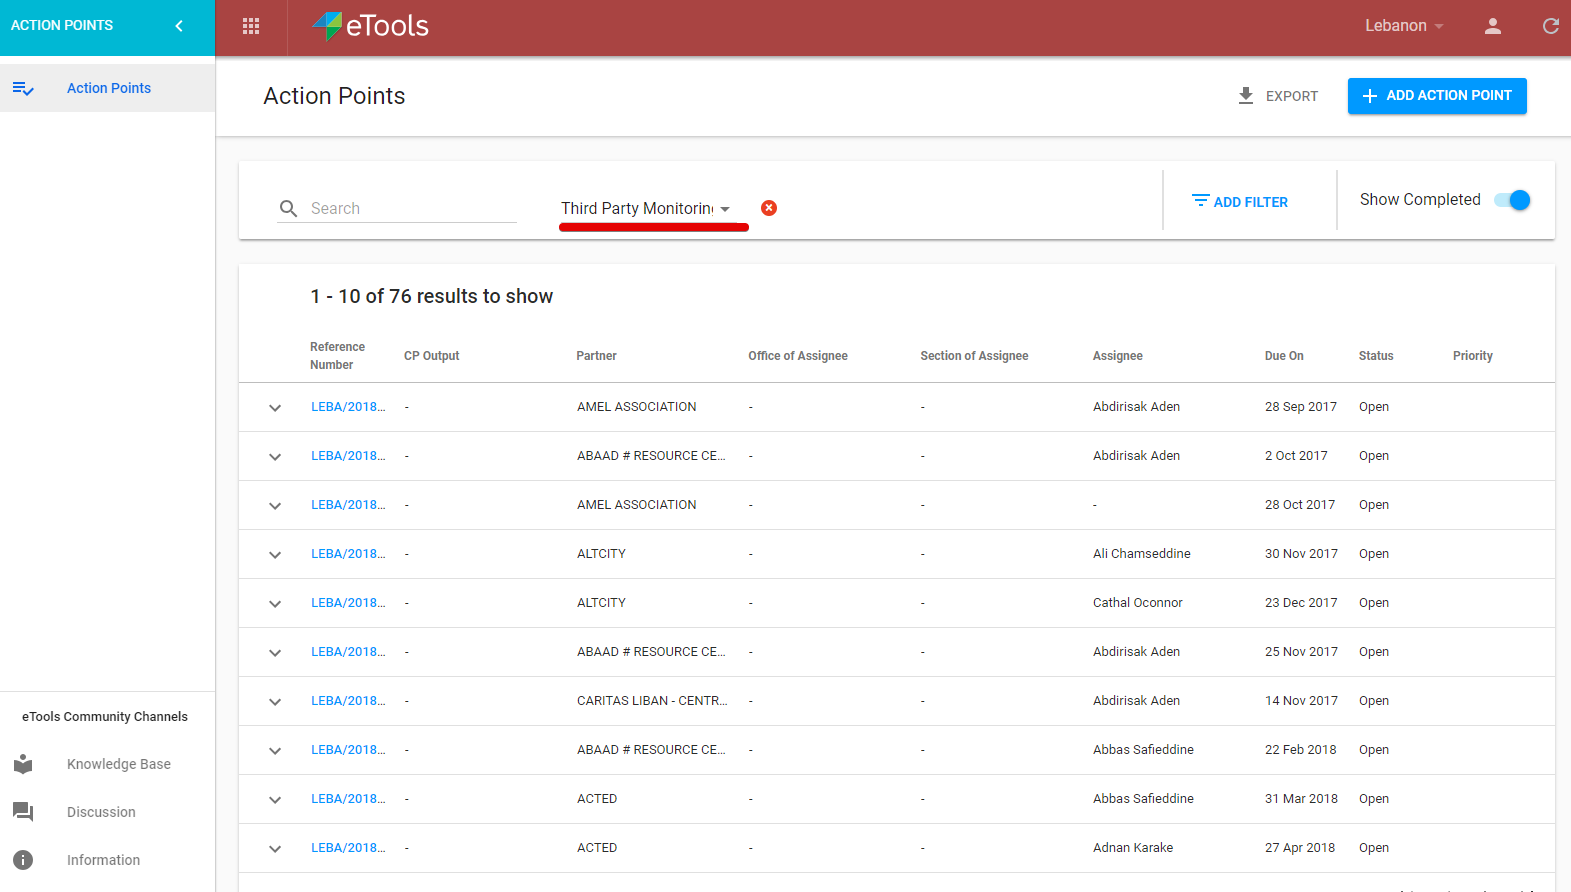 ACTION POINTS
eTools
Lebanon
Action Points
Action Points
EXPORT
ADD ACTION POINT
Search
Third Party Monitoring
ADD FILTER
Show Completed
1 - 10 of 76 results to show
Reference Number CP Output Partner Office of Assignee Section of Assignee Assignee Due On Status Priority
LEBA/2018... - AMEL ASSOCIATION - - Abdirisak Aden 28 Sep 2017 Open
LEBA/2018... - ABAAD # RESOURCE CE... - - Abdirisak Aden 2 Oct 2017 Open
LEBA/2018... - AMEL ASSOCIATION - - - 28 Oct 2017 Open
LEBA/2018... - ALTCITY - - Ali Chamseddine 30 Nov 2017 Open
LEBA/2018... - ALTCITY - - Cathal Oconnor 23 Dec 2017 Open
LEBA/2018... - ABAAD # RESOURCE CE... - - Abdirisak Aden 25 Nov 2017 Open
LEBA/2018... - CARITAS LIBAN - CENTR... - - Abdirisak Aden 14 Nov 2017 Open
LEBA/2018... - ABAAD # RESOURCE CE... - - Abbas Safieddine 22 Feb 2018 Open
LEBA/2018... - ACTED - - Abbas Safieddine 31 Mar 2018 Open
LEBA/2018... - ACTED - - Adnan Karake 27 Apr 2018 Open
eTools Community Channels
Knowledge Base
Discussion
Information